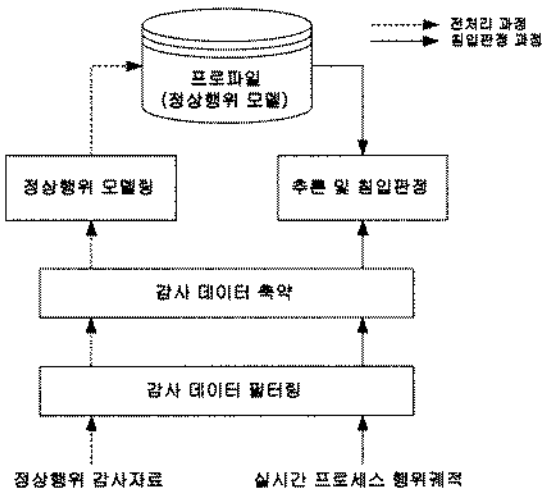 전처리 과정
침입판정 과정
프로파일
(정상행위 모델)
정상행위 모델링
추론 및 침입판정
감사 데이터 축약
감사 데이터 필터링
정상행위 감사자료
실시간 프로세스 행위궤적